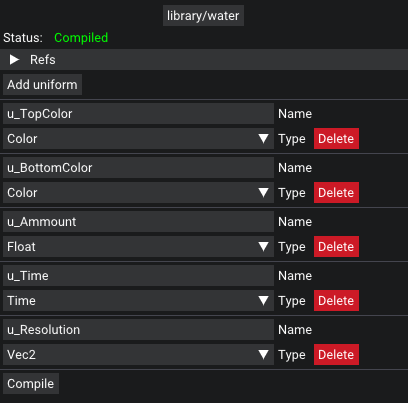 library/water
Status: Compiled
Refs
Add uniform
u_TopColor Name
Color Type Delete
u_BottomColor Name
Color Type Delete
u_Ammount Name
Float Type Delete
u_Time Name
Time Type Delete
u_Resolution Name
Vec2 Type Delete
Compile